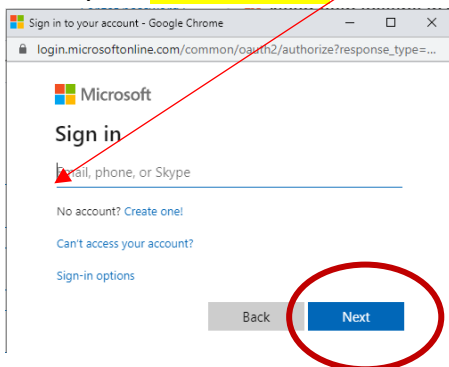 Sign in to your account - Google Chrome
login.microsoftonline.com/common/oauth2/authorize?response_type=...
Microsoft
Sign in
Email, phone, or Skype
No account? Create one!
Can't access your account?
Sign-in options
Back
Next